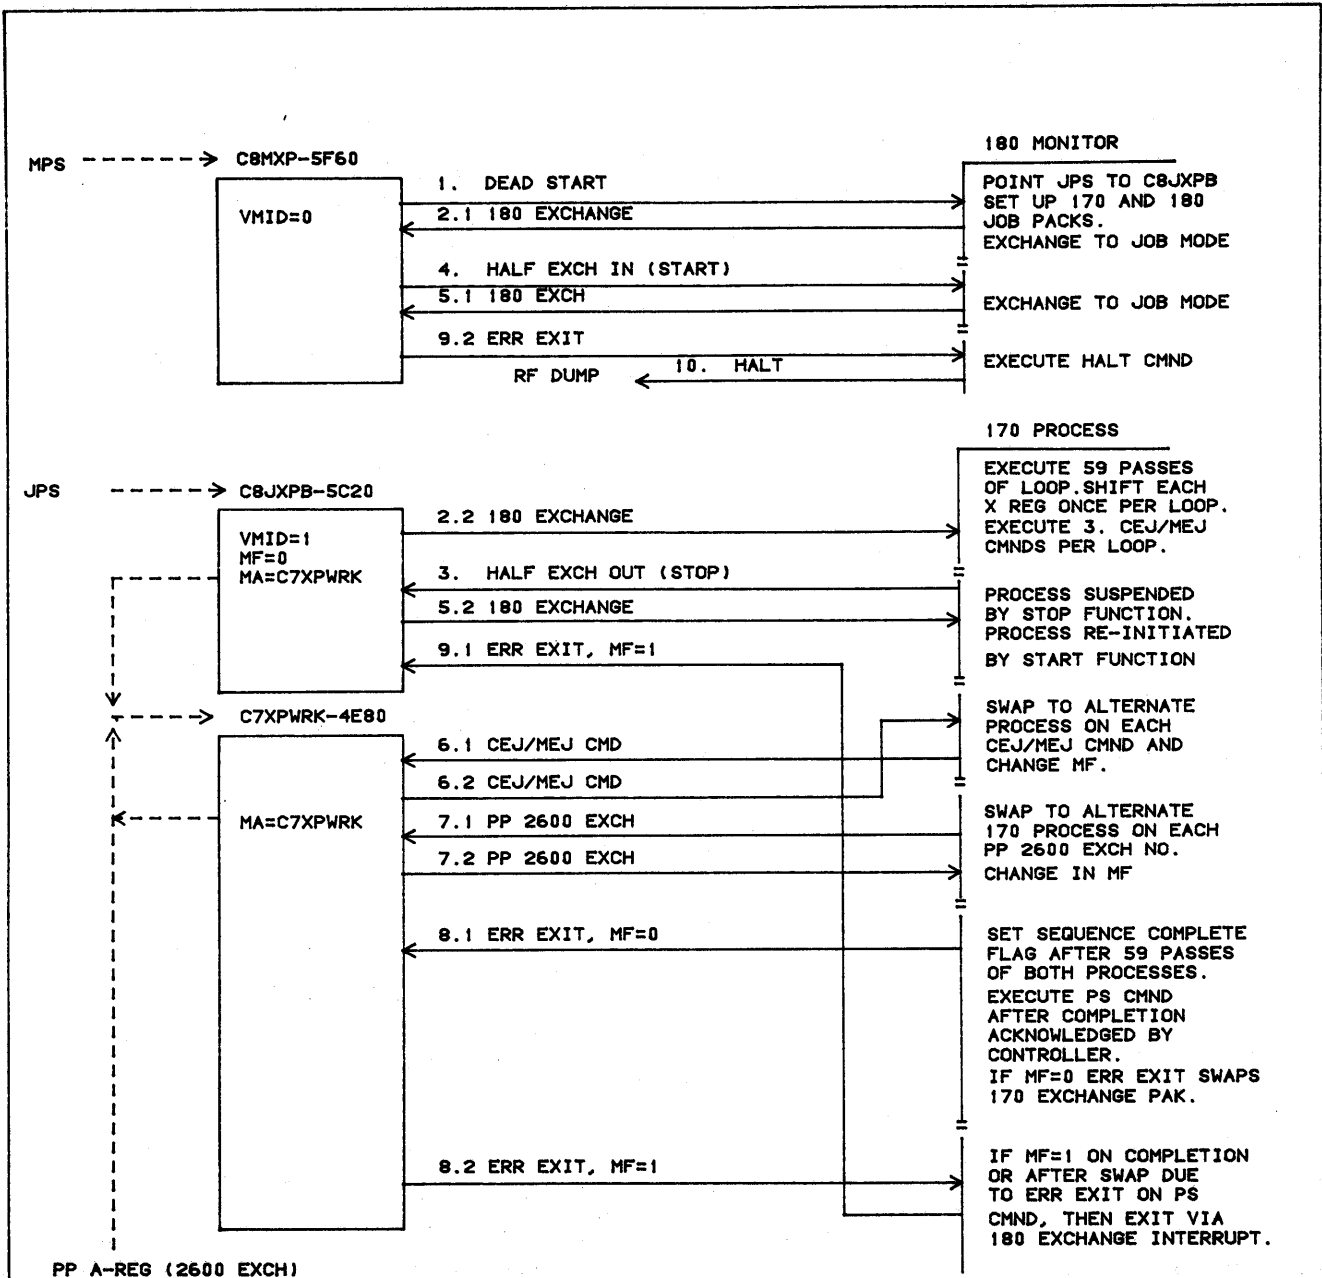 180 MONITOR
MPS
C8MXP-5F60
VMID=0
1. DEAD START
2.1 180 EXCHANGE
4. HALF EXCH IN (START)
5.1 180 EXCH
9.2 ERR EXIT
10. HALT
RF DUMP
POINT JPS TO C8JXPB
SET UP 170 AND 180
JOB PACKS.
EXCHANGE TO JOB MODE
EXCHANGE TO JOB MODE
EXECUTE HALT CMND
170 PROCESS
JPS
C8JXPB-5C20
VMID=1
MF=0
MA=C7XPWRK
2.2 180 EXCHANGE
3. HALF EXCH OUT (STOP)
5.2 180 EXCHANGE
9.1 ERR EXIT, MF=1
EXECUTE 59 PASSES
OF LOOP.SHIFT EACH
X REG ONCE PER LOOP.
EXECUTE 3. CEJ/MEJ
CMNDS PER LOOP.
PROCESS SUSPENDED
BY STOP FUNCTION.
PROCESS RE-INITIATED
BY START FUNCTION
C7XPWRK-4E80
MA=C7XPWRK
6.1 CEJ/MEJ CMD
6.2 CEJ/MEJ CMD
7.1 PP 2600 EXCH
7.2 PP 2600 EXCH
8.1 ERR EXIT, MF=0
8.2 ERR EXIT, MF=1
SWAP TO ALTERNATE
PROCESS ON EACH
CEJ/MEJ CMND AND
CHANGE MF.
SWAP TO ALTERNATE
170 PROCESS ON EACH
PP 2600 EXCH NO.
CHANGE IN MF
SET SEQUENCE COMPLETE
FLAG AFTER 59 PASSES
OF BOTH PROCESSES.
EXECUTE PS CMND
AFTER COMPLETION
ACKNOWLEDGED BY
CONTROLLER.
IF MF=0 ERR EXIT SWAPS
170 EXCHANGE PAK.
IF MF=1 ON COMPLETION
OR AFTER SWAP DUE
TO ERR EXIT ON PS
CMND, THEN EXIT VIA
180 EXCHANGE INTERRUPT.
PP A-REG (2600 EXCH)